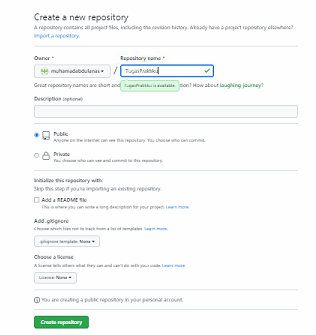 Create a new repository
A repository contains all project files, including the revision history. Already have a project repository elsewhere?
Import a repository.
Owner * Repository name *
muhamadabdulanas / TugasPraktiku
Great repository names are short and How about laughing-journey?
TugasPraktiku is available.
Description (optional)
Public
Anyone on the internet can see this repository. You choose who can commit.
Private
You choose who can see and commit to this repository.
Initialize this repository with:
Skip this step if you're importing an existing repository.
Add a README file
This is where you can write a long description for your project. Learn more.
Add .gitignore
Choose which files not to track from a list of templates. Learn more.
.gitignore template: None
Choose a license
A license tells others what they can and can't do with your code. Learn more.
License: None
You are creating a public repository in your personal account.
Create repository